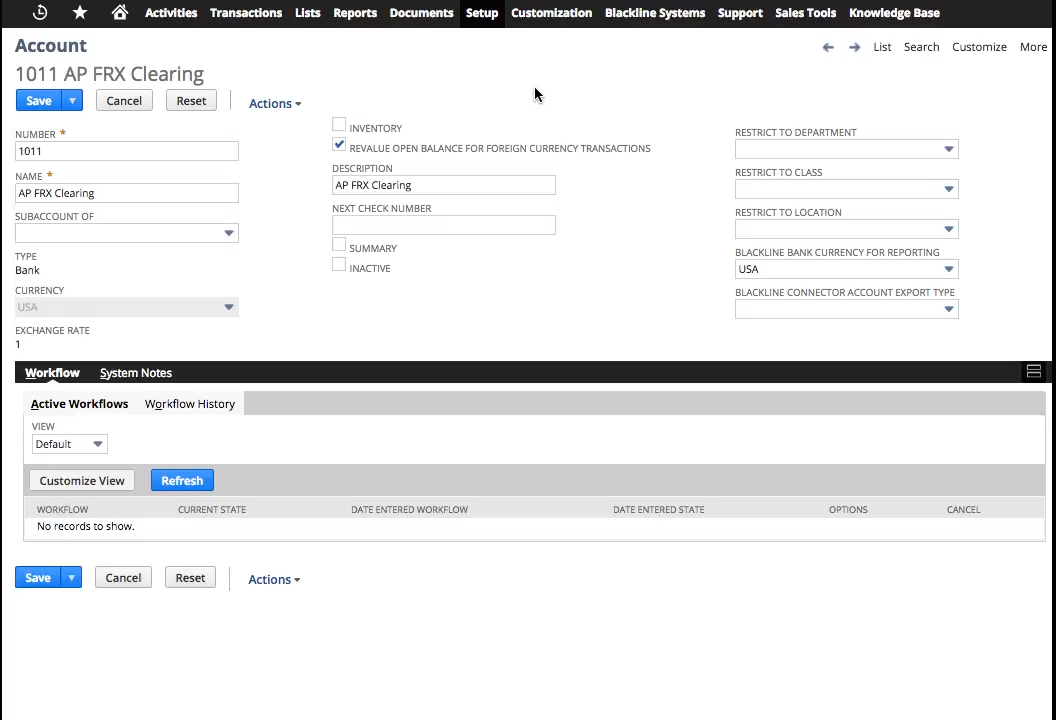 Activities Transactions Lists Reports Documents Setup Customization Blackline Systems Support Sales Tools Knowledge Base
Account
List Search Customize More
1011 AP FRX Clearing
Save Cancel Reset Actions
NUMBER *
1011
NAME *
AP FRX Clearing
SUBACCOUNT OF
TYPE
Bank
CURRENCY
USA
EXCHANGE RATE
1
INVENTORY
REVALUE OPEN BALANCE FOR FOREIGN CURRENCY TRANSACTIONS
DESCRIPTION
AP FRX Clearing
NEXT CHECK NUMBER
SUMMARY
INACTIVE
RESTRICT TO DEPARTMENT
RESTRICT TO CLASS
RESTRICT TO LOCATION
BLACKLINE BANK CURRENCY FOR REPORTING
USA
BLACKLINE CONNECTOR ACCOUNT EXPORT TYPE
Workflow System Notes
Active Workflows Workflow History
VIEW
Default
Customize View Refresh
WORKFLOW CURRENT STATE DATE ENTERED WORKFLOW DATE ENTERED STATE OPTIONS CANCEL
No records to show.
Save Cancel Reset Actions